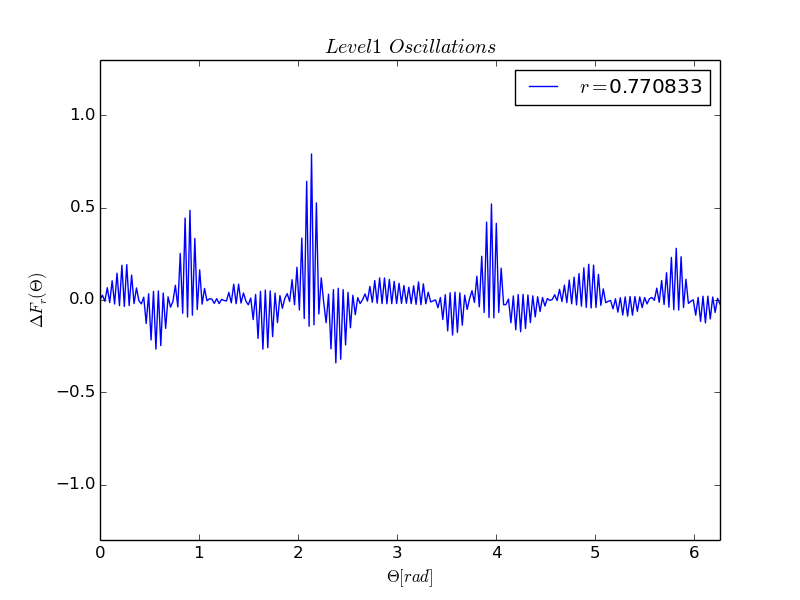 Level1 Oscillations
r=0.770833
1.0
0.5
0.0
−0.5
−1.0
ΔF_r(Θ)
0 1 2 3 4 5 6
Θ[rad]